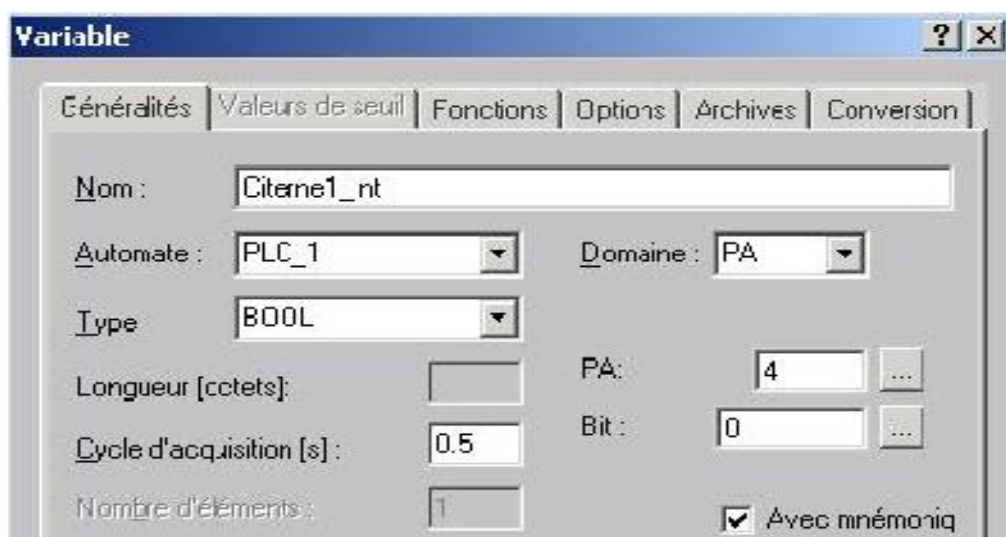 Variable
Généralités Valeurs de seuil Fonctions Options Archives Conversion
Nom : Citerne1_nt
Automate : PLC_1 Domaine : PA
Type BOOL
Longueur [octets]: PA: 4 ...
Cycle d'acquisition [s] : 0.5 Bit : 0 ...
Nombre d'éléments : 1 Avec mnémoniq